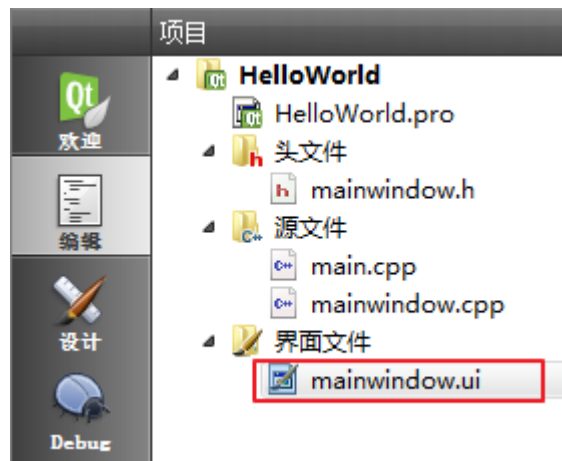 项目
Qt
欢迎
编辑
设计
Debug
HelloWorld
HelloWorld.pro
头文件
mainwindow.h
源文件
main.cpp
mainwindow.cpp
界面文件
mainwindow.ui